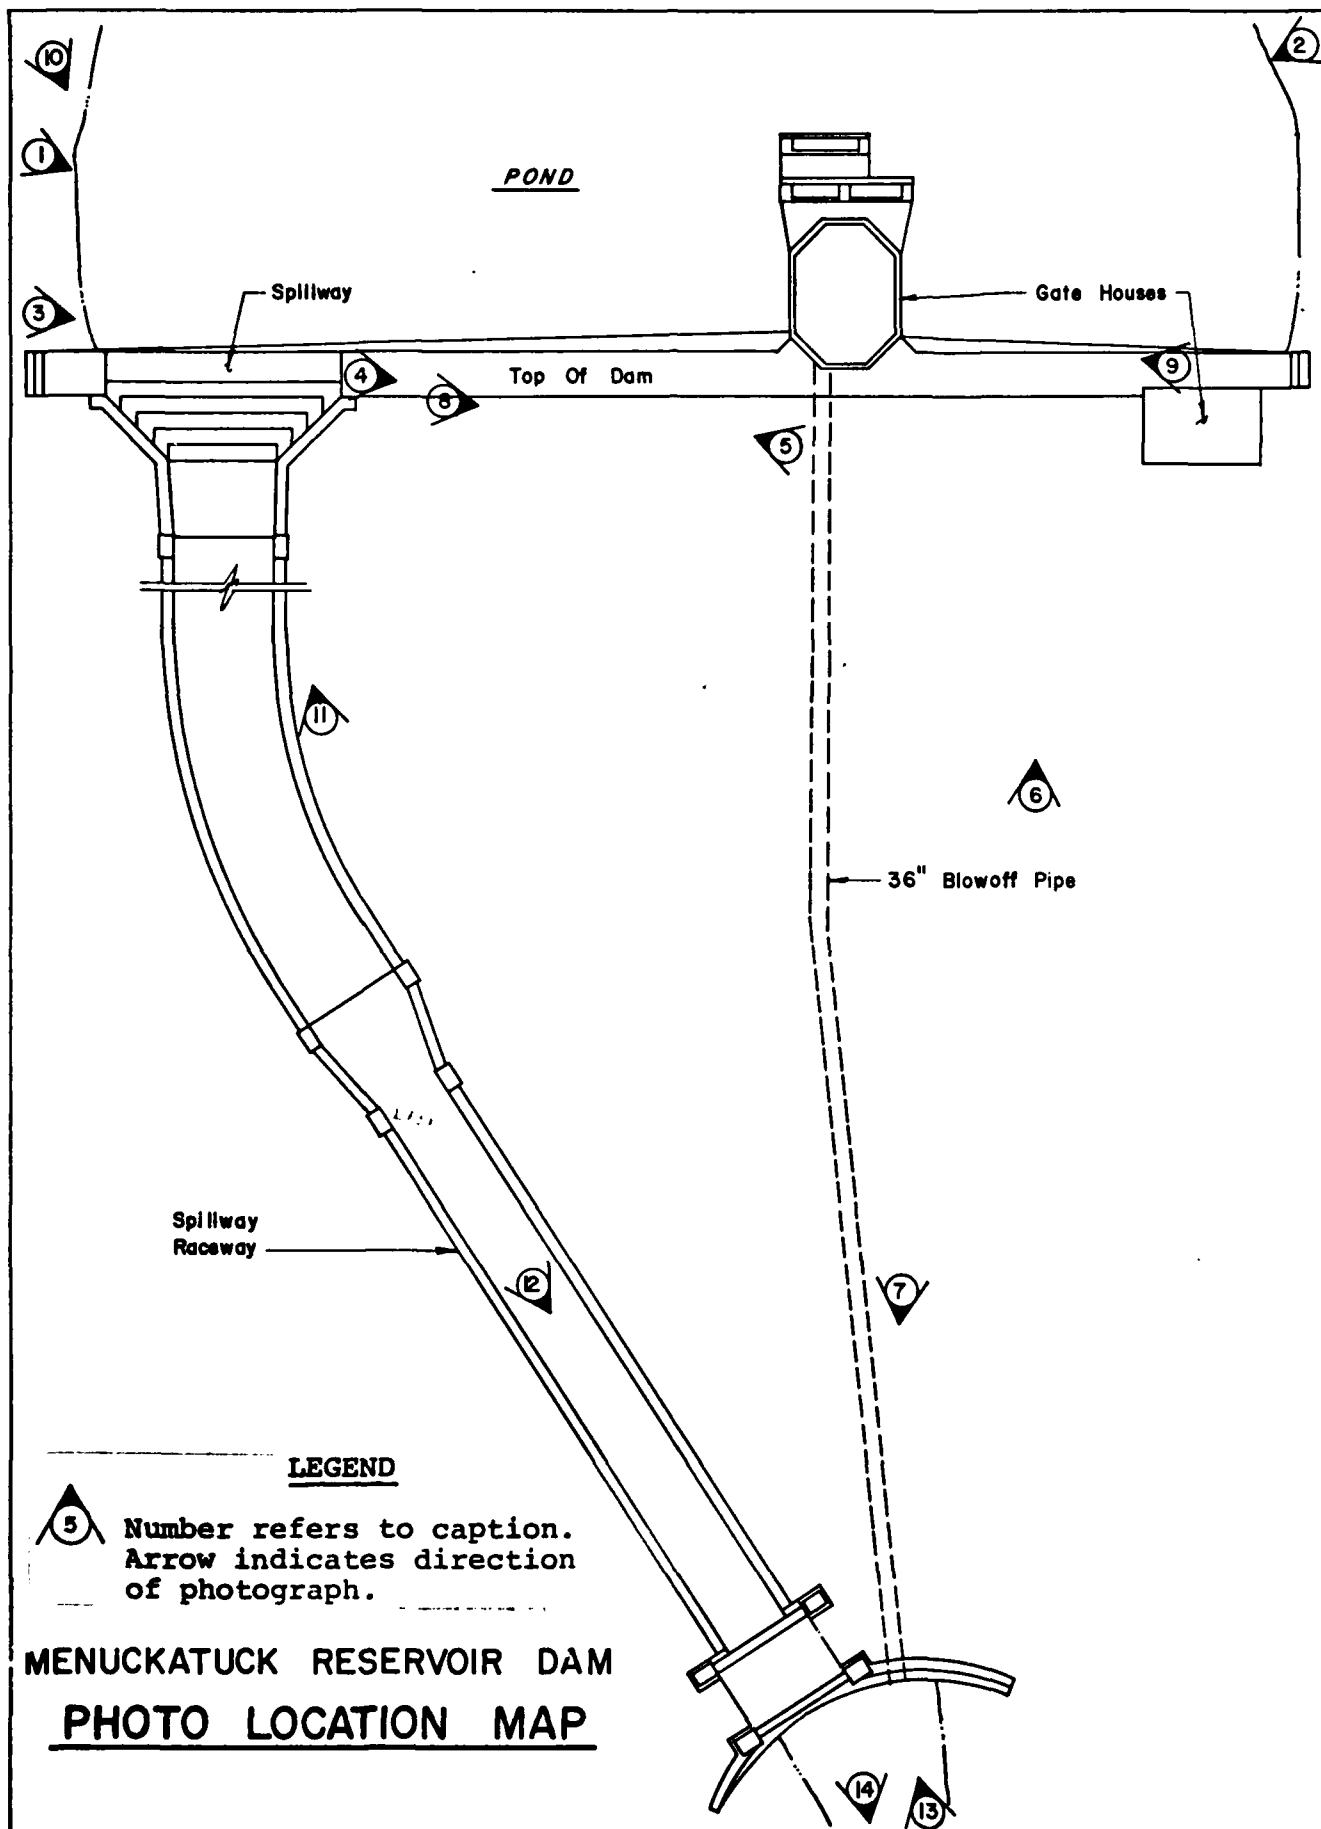 10
2
1
POND
3
Spillway
Gate Houses
4
Top Of Dam
9
8
5
11
6
36" Blowoff Pipe
Spillway
Raceway
12
7
LEGEND
5
Number refers to caption.
Arrow indicates direction
of photograph.
MENUCKATUCK RESERVOIR DAM
PHOTO LOCATION MAP
14
13